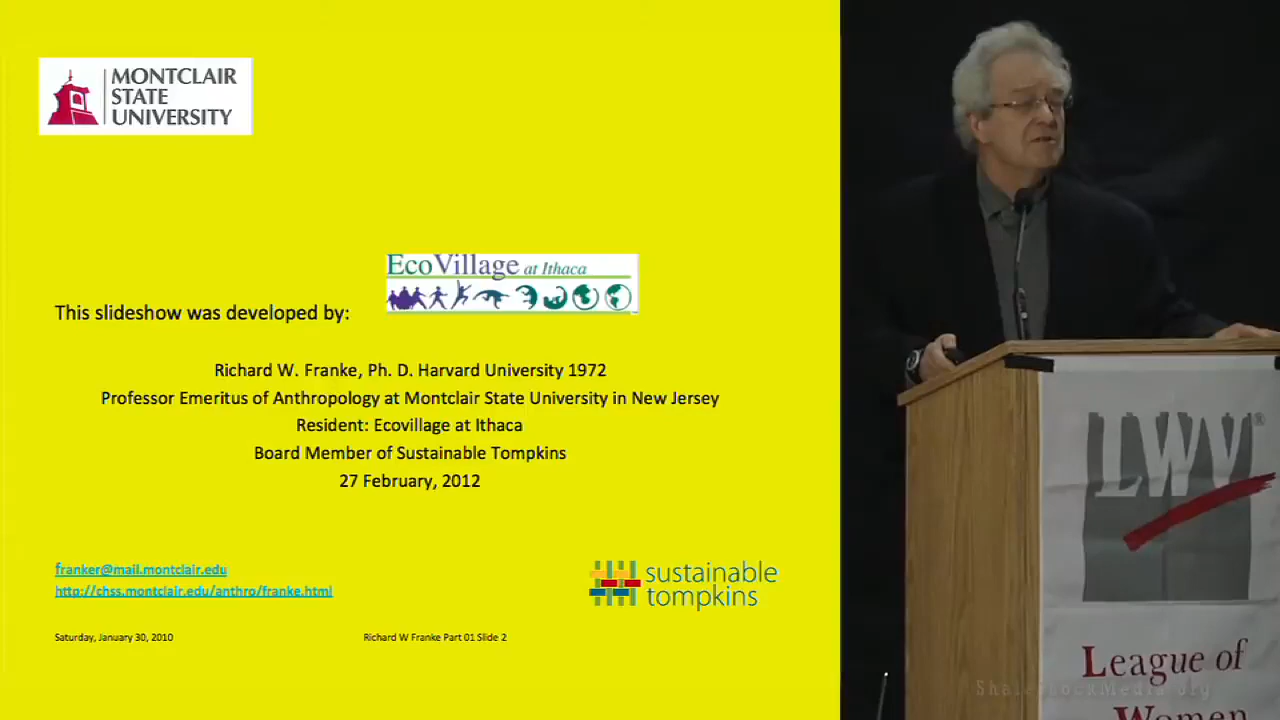 MONTCLAIR
STATE
UNIVERSITY
EcoVillage at Ithaca
This slideshow was developed by:
Richard W. Franke, Ph. D. Harvard University 1972
Professor Emeritus of Anthropology at Montclair State University in New Jersey
Resident: Ecovillage at Ithaca
Board Member of Sustainable Tompkins
27 February, 2012
franker@mail.montclair.edu
http://chss.montclair.edu/anthro/franke.html
sustainable
tompkins
Saturday, January 30, 2010
Richard W Franke Part 01 Slide 2
LWV®
League of
Women
ShaleshockMedia.org